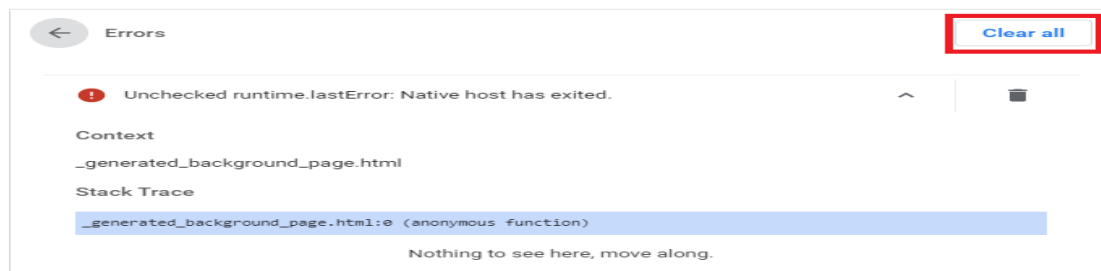 Errors
Clear all
Unchecked runtime.lastError: Native host has exited.
Context
_generated_background_page.html
Stack Trace
_generated_background_page.html:0 (anonymous function)
Nothing to see here, move along.